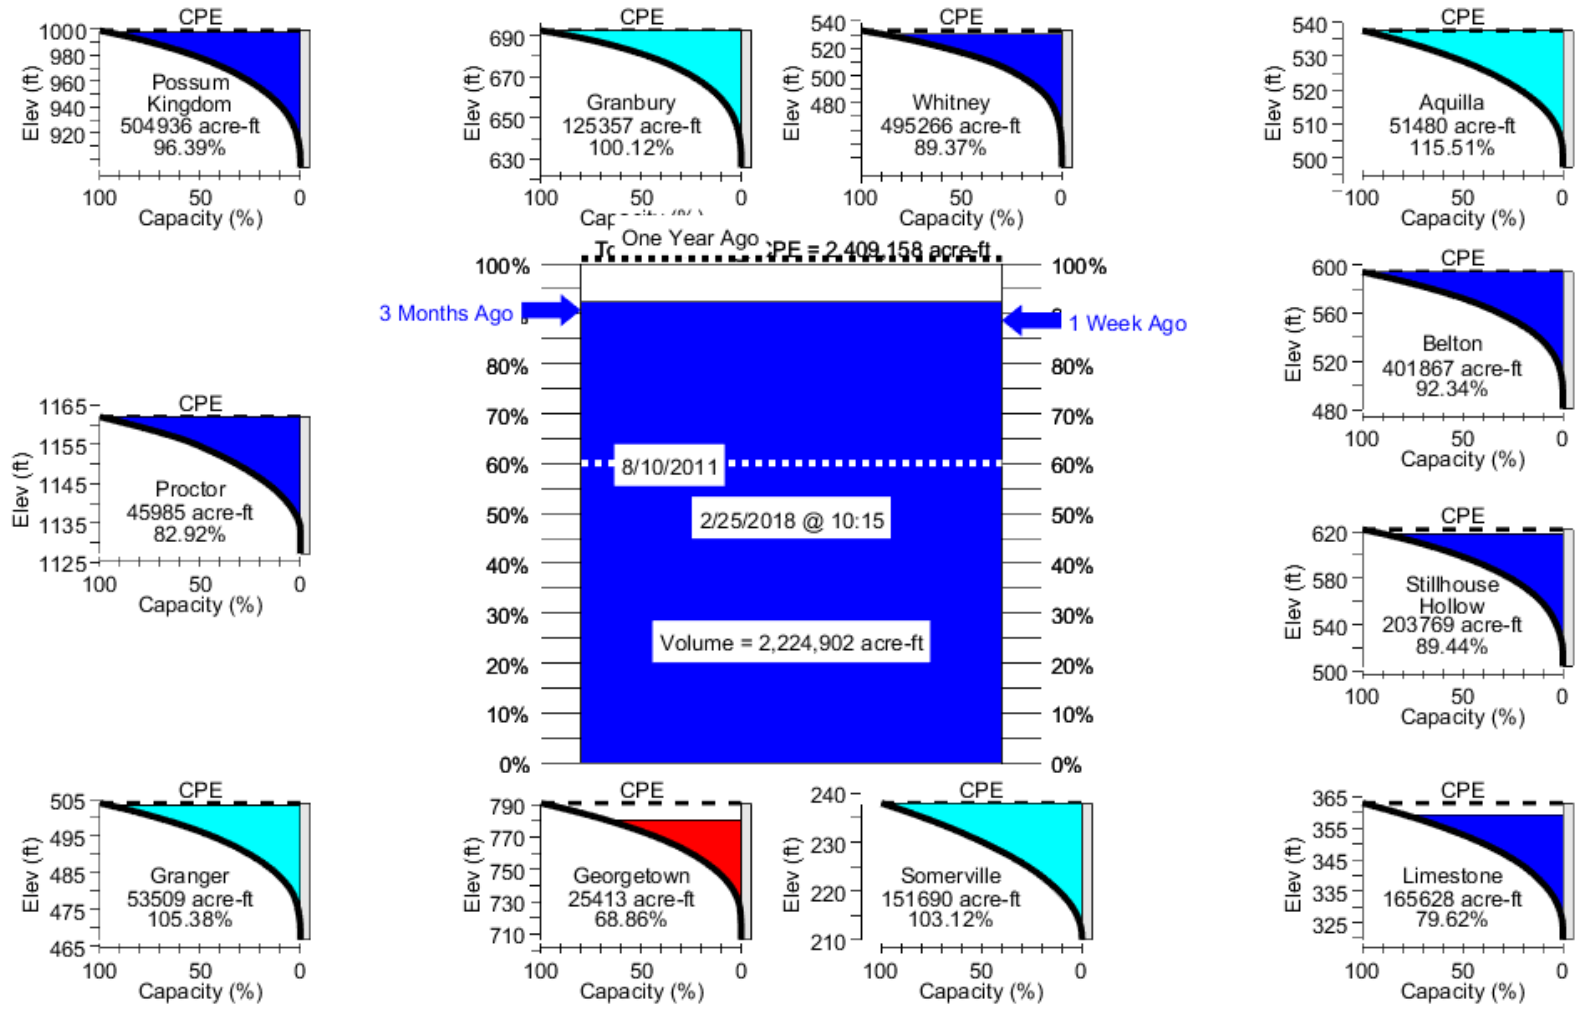 CPE
1000
980
960
940
920
Elev (ft)
Possum
Kingdom
504936 acre-ft
96.39%
100 50 0
Capacity (%)
CPE
690
670
650
630
Elev (ft)
Granbury
125357 acre-ft
100.12%
100 50 0
CPE
540
520
500
480
Elev (ft)
Whitney
495266 acre-ft
89.37%
100 50 0
Capacity (%)
CPE
540
530
520
510
500
Elev (ft)
Aquilla
51480 acre-ft
115.51%
100 50 0
Capacity (%)
One Year Ago
= 2,409,158 acre-ft
100% 100%
3 Months Ago
1 Week Ago
80% 80%
70% 70%
60% 8/10/2011 60%
50% 2/25/2018 @ 10:15 50%
40% 40%
30% 30%
Volume = 2,224,902 acre-ft
20% 20%
10% 10%
0% 0%
CPE
600
560
520
480
Elev (ft)
Belton
401867 acre-ft
92.34%
100 50 0
Capacity (%)
CPE
1165
1155
1145
1135
1125
Elev (ft)
Proctor
45985 acre-ft
82.92%
100 50 0
Capacity (%)
CPE
620
580
540
500
Elev (ft)
Stillhouse
Hollow
203769 acre-ft
89.44%
100 50 0
Capacity (%)
CPE
505
495
485
475
465
Elev (ft)
Granger
53509 acre-ft
105.38%
100 50 0
Capacity (%)
CPE
790
770
750
730
710
Elev (ft)
Georgetown
25413 acre-ft
68.86%
100 50 0
Capacity (%)
CPE
240
230
220
210
Elev (ft)
Somerville
151690 acre-ft
103.12%
100 50 0
Capacity (%)
CPE
365
355
345
335
325
Elev (ft)
Limestone
165628 acre-ft
79.62%
100 50 0
Capacity (%)